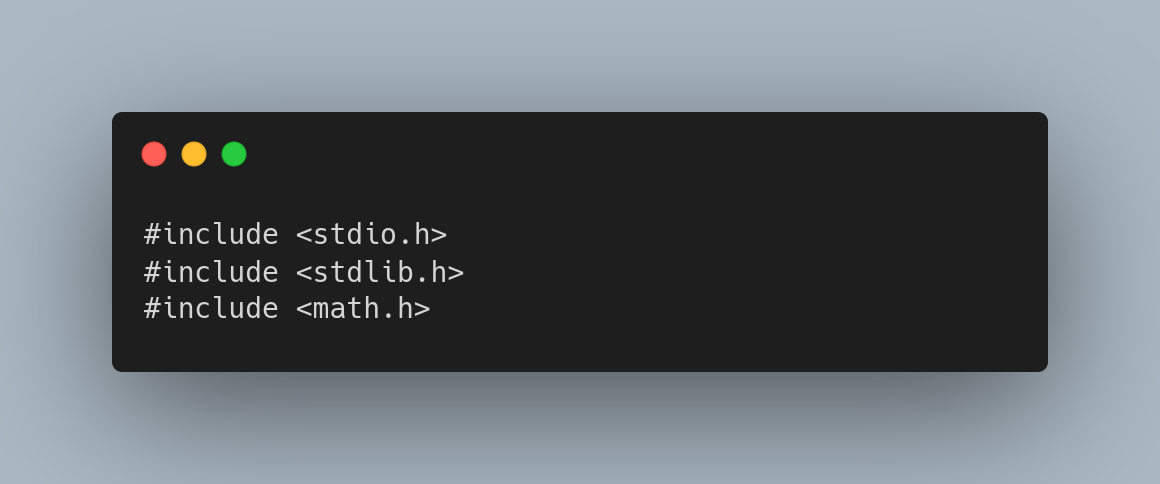 #include <stdio.h>
#include <stdlib.h>
#include <math.h>